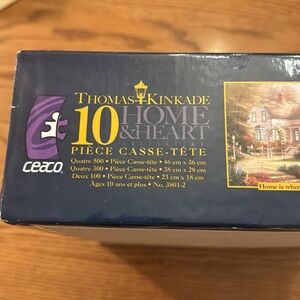 THOMAS KINKADE
10 HOME
& HEART
PIÈCE CASSE-TÊTE
Quatre 500 • Pièce Casse-tête • 46 cm x 36 cm
Quatre 300 • Pièce Casse-tête • 38 cm x 28 cm
Deux 100 • Pièce Casse-tête • 23 cm x 18 cm
Ages 10 ans et plus • No. 3801-2
ceaco
Home is wher